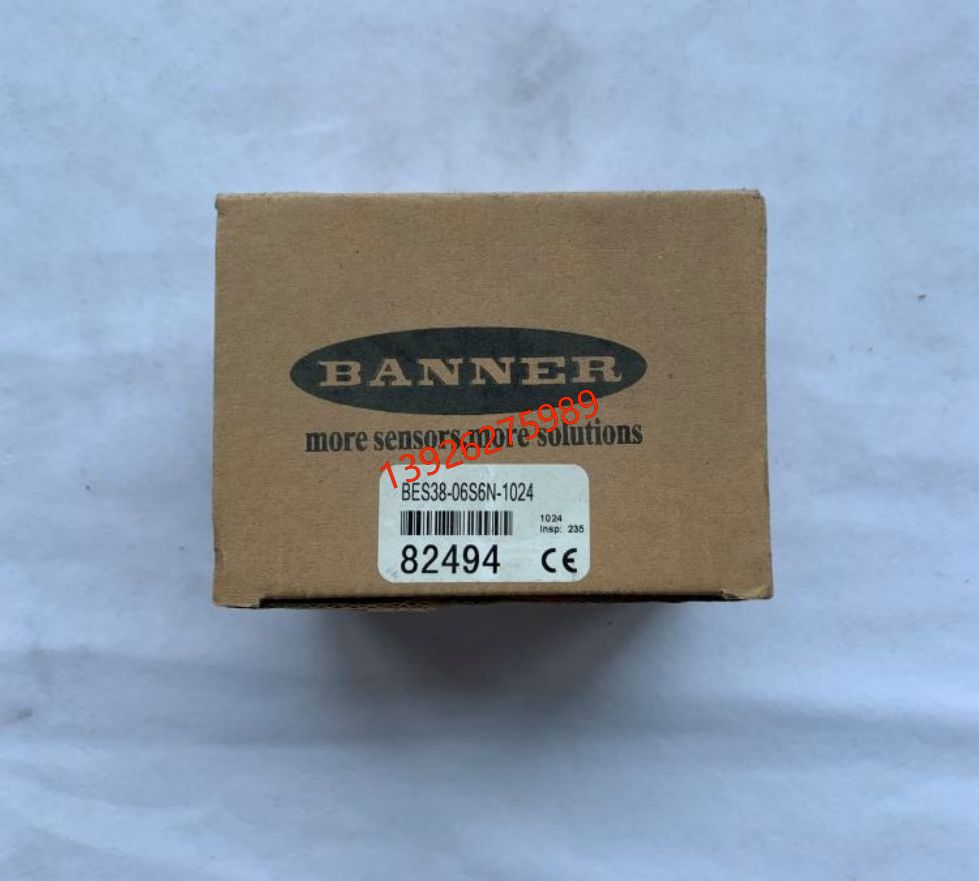 BANNER
more sensors, more solutions
13926275989
BES38-06S6N-1024
1024
Insp: 235
82494 CE